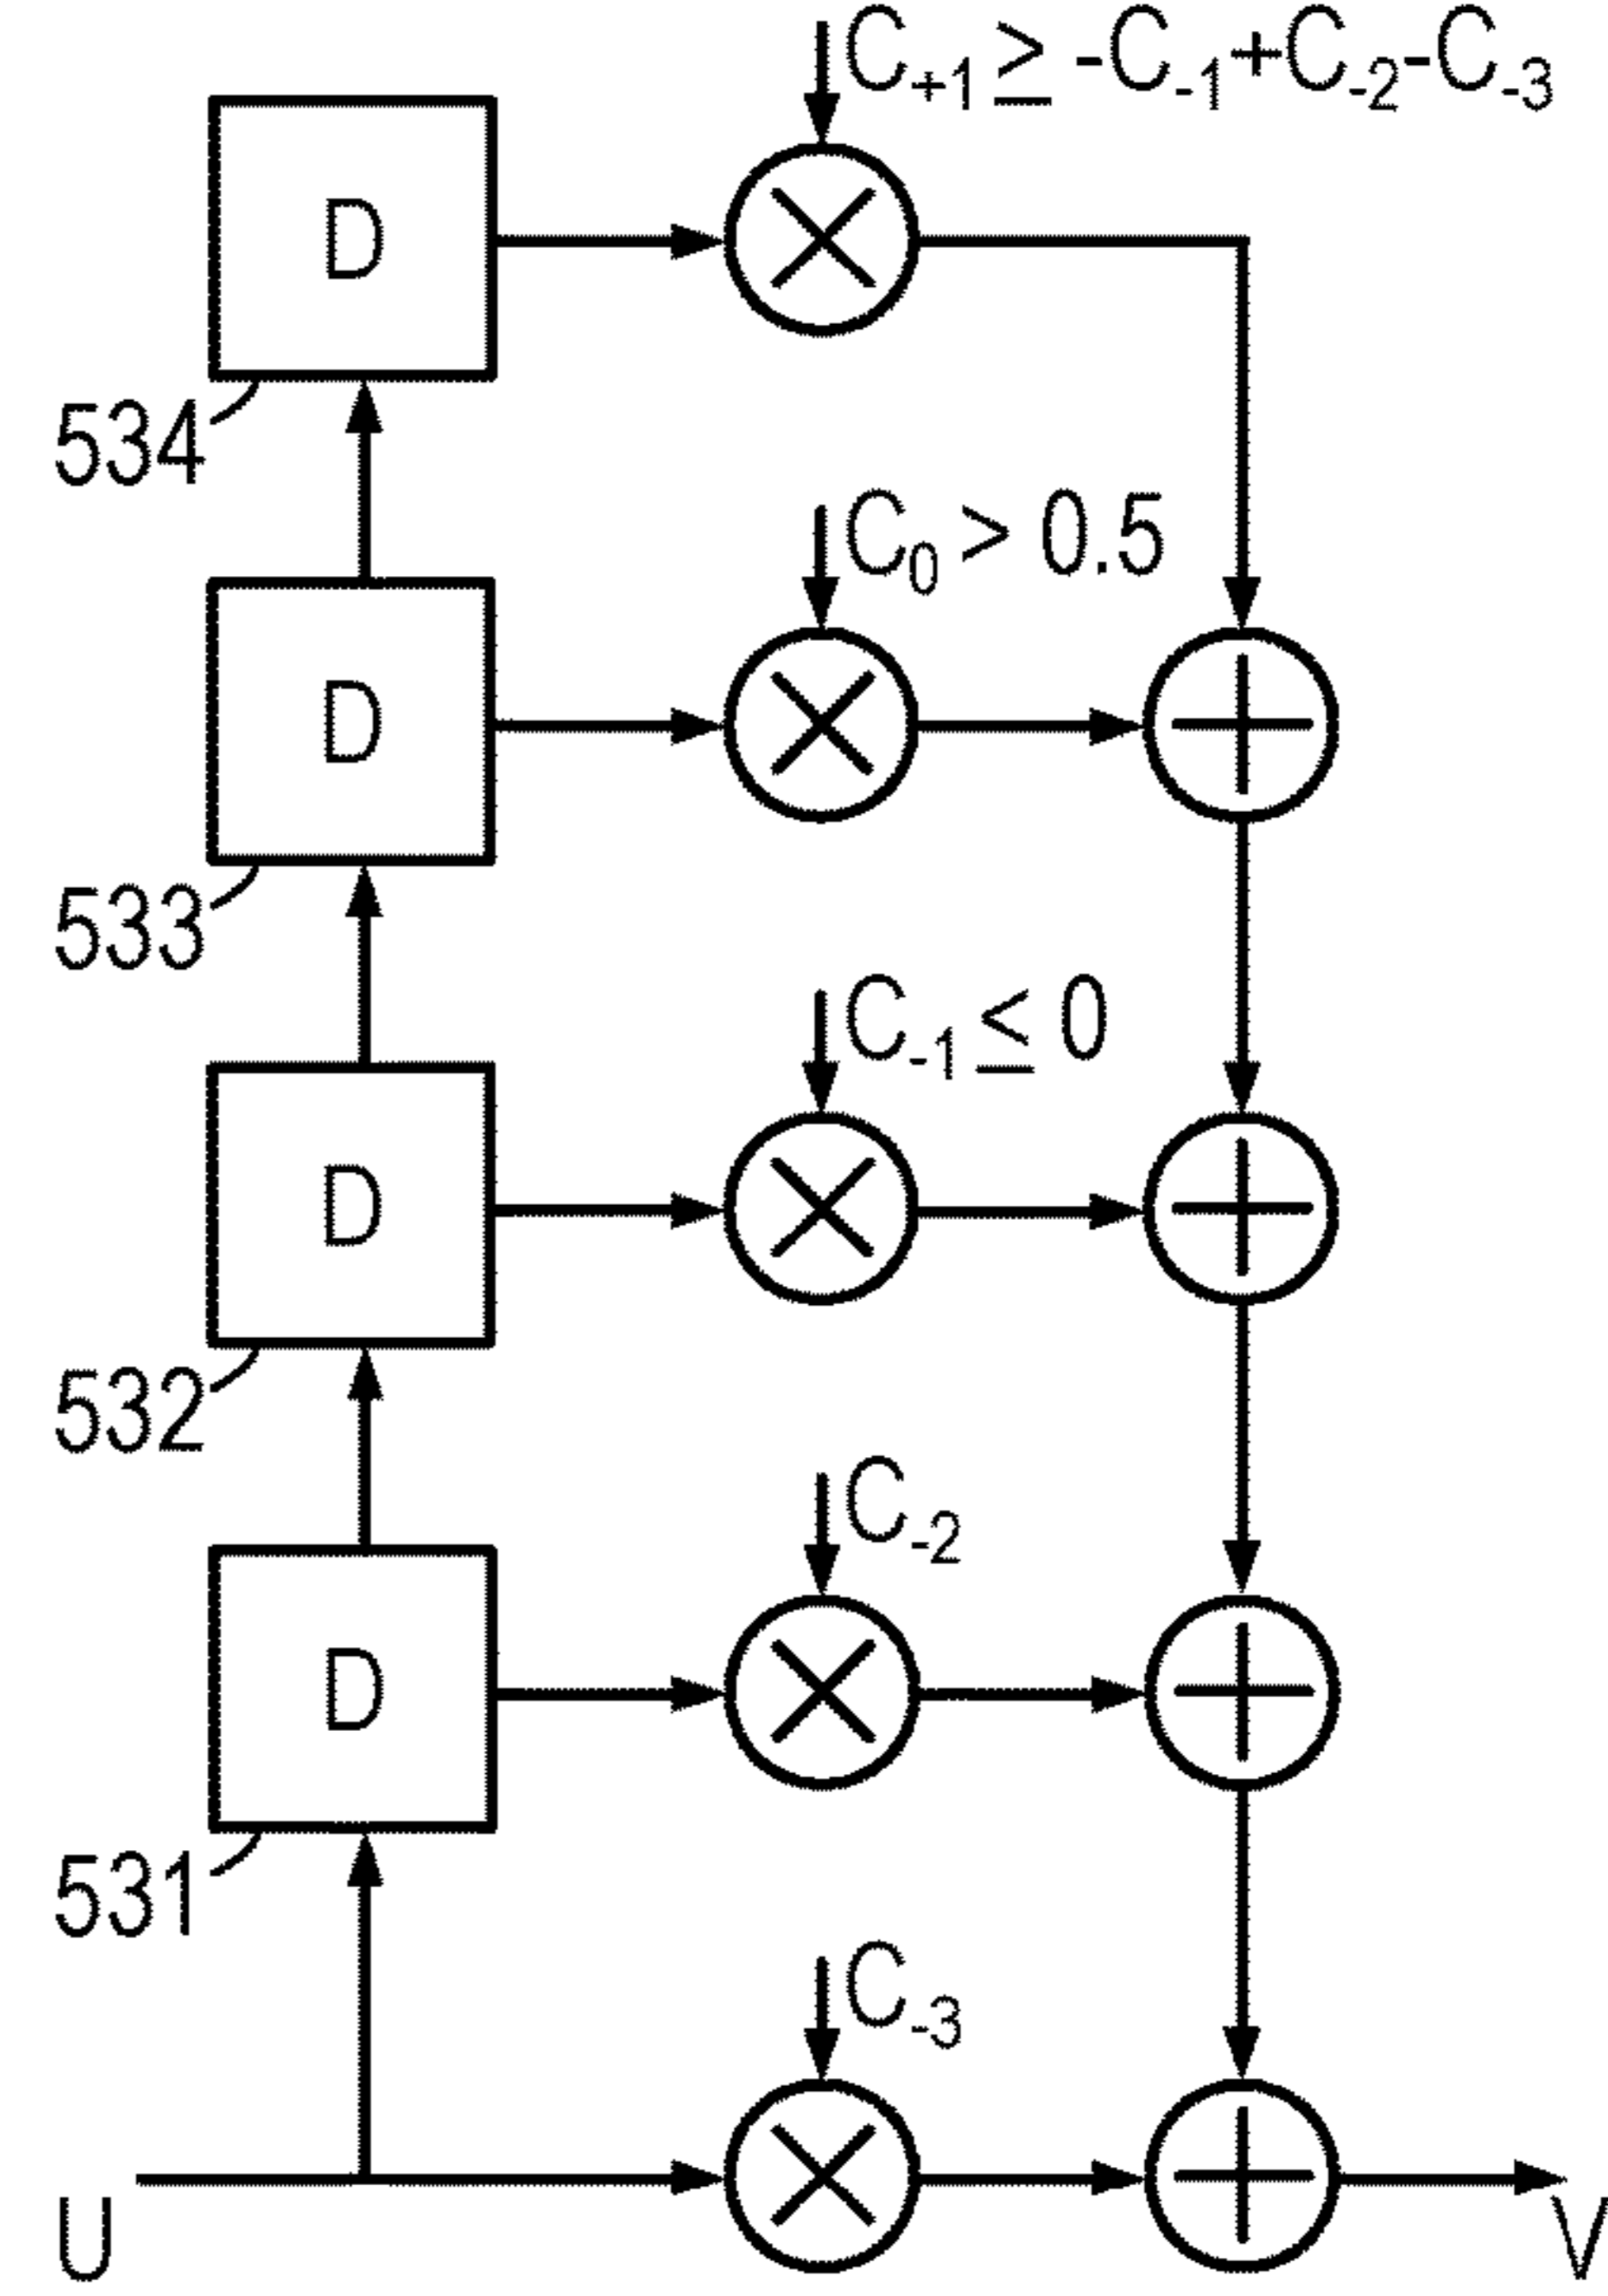 C+1 ≥ -C-1+C-2-C-3
D
534
C0 > 0.5
D
533
C-1 ≤ 0
D
532
C-2
D
531
C-3
U
V